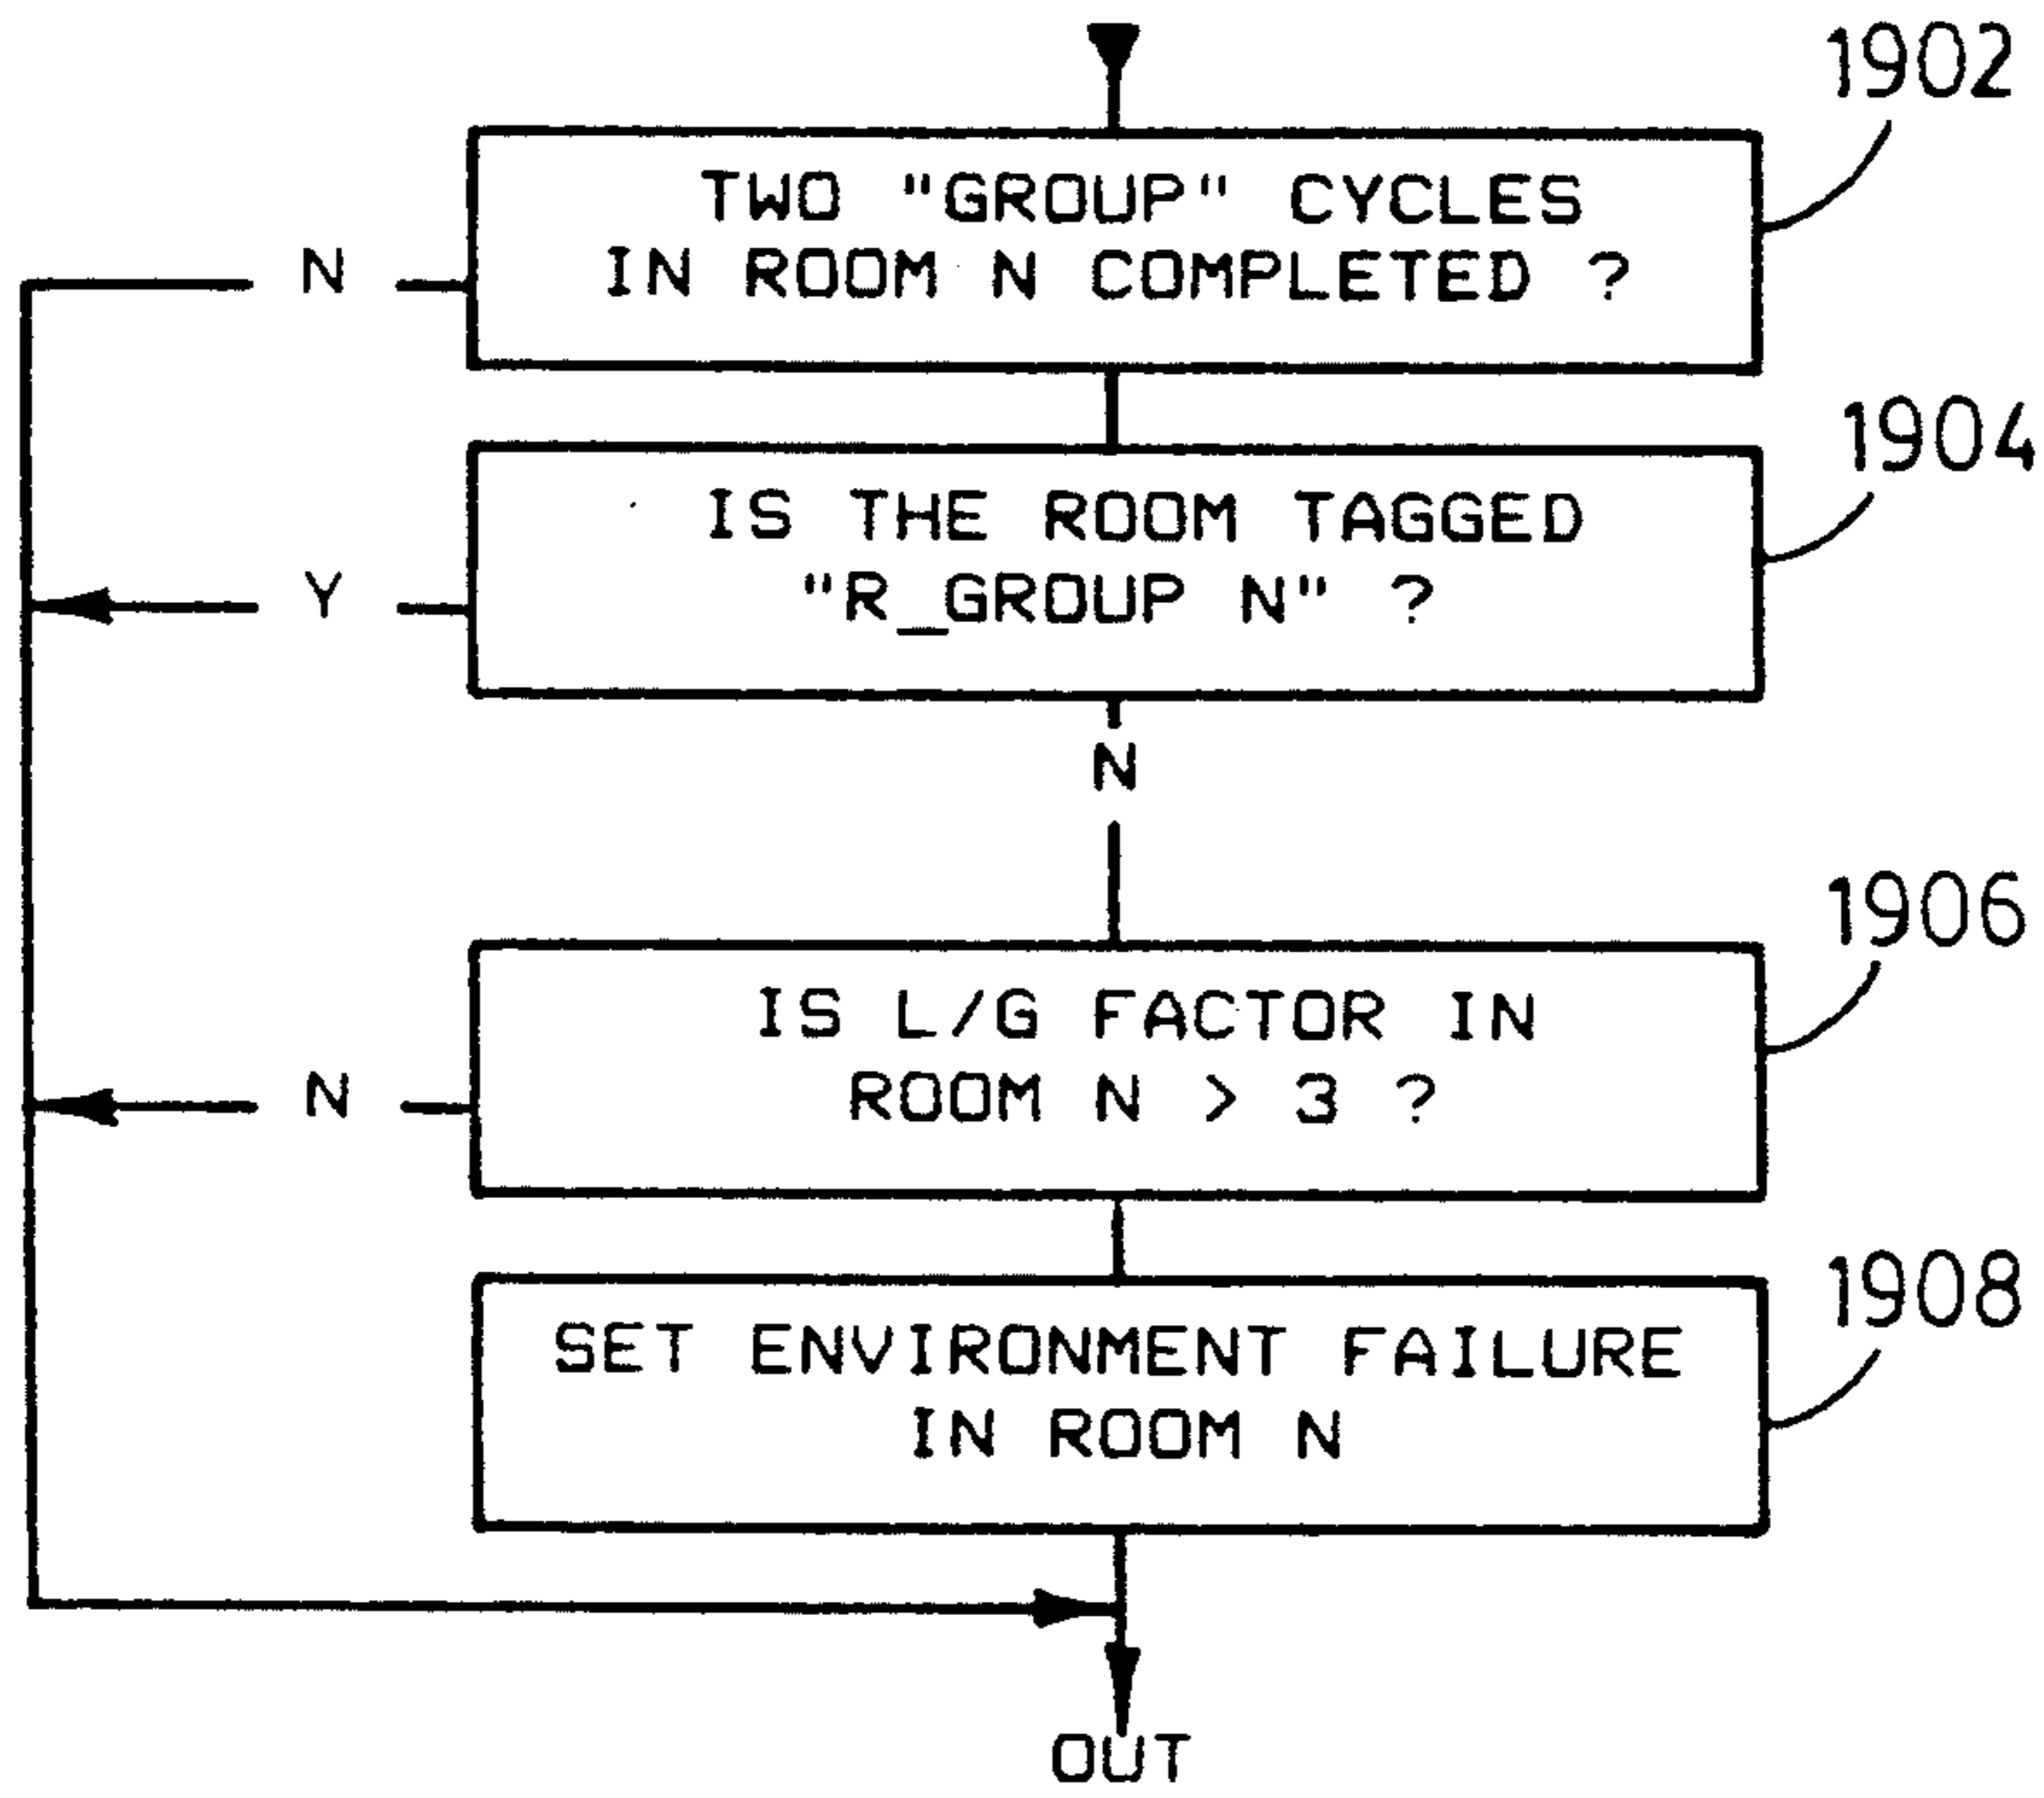 1902
TWO "GROUP" CYCLES
IN ROOM N COMPLETED ?
N
1904
IS THE ROOM TAGGED
"R_GROUP N" ?
Y
N
1906
IS L/G FACTOR IN
ROOM N > 3 ?
N
1908
SET ENVIRONMENT FAILURE
IN ROOM N
OUT